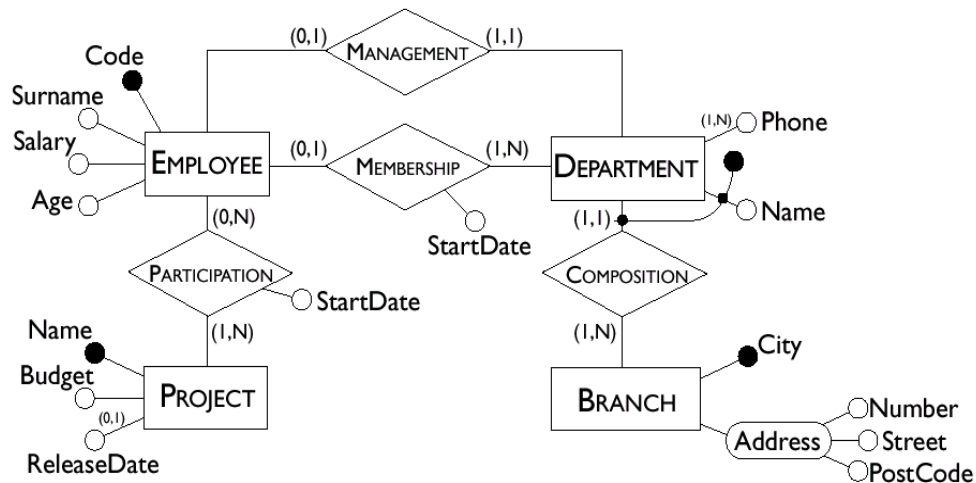 (0,1) MANAGEMENT (1,1)
Code
Surname
Salary
Age
EMPLOYEE
(0,1) MEMBERSHIP (1,N)
StartDate
DEPARTMENT
(1,N) Phone
Name
(0,N)
PARTICIPATION
StartDate
(1,N)
(1,1)
COMPOSITION
(1,N)
Name
Budget
(0,1)
ReleaseDate
PROJECT
BRANCH
City
Address
Number
Street
PostCode